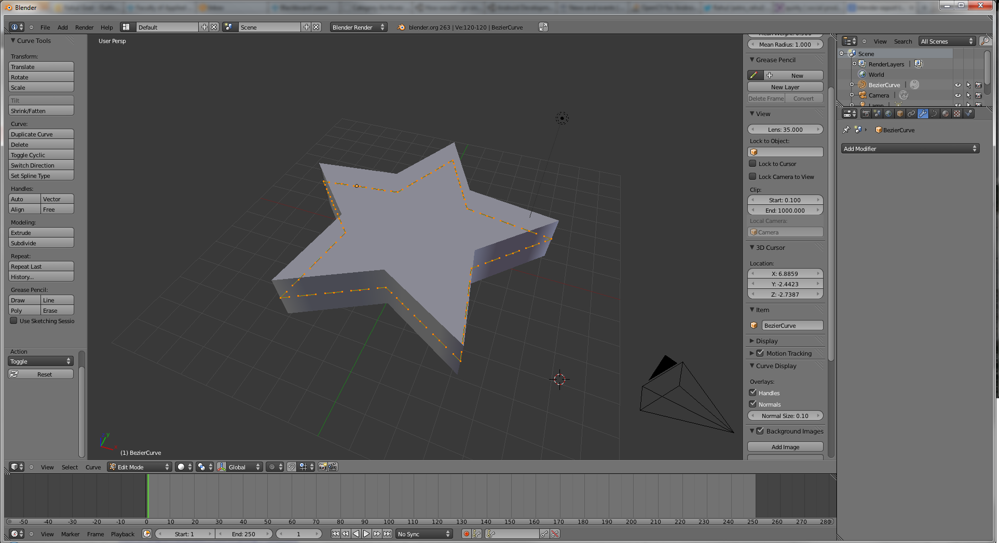 Blender
File Add Render Help Default Scene Blender Render blender.org 263 | Ve:120-120 | BezierCurve
Curve Tools
Transform:
Translate
Rotate
Scale
Tilt
Shrink/Fatten
Curve:
Duplicate Curve
Delete
Toggle Cyclic
Switch Direction
Set Spline Type
Handles:
Auto Vector
Align Free
Modeling:
Extrude
Subdivide
Repeat:
Repeat Last
History...
Grease Pencil:
Draw Line
Poly Erase
Use Sketching Sessio
Action
Toggle
Reset
User Persp
y
(1) BezierCurve
Mean Radius: 1.000
Grease Pencil
New
New Layer
Delete Frame Convert
View
Lens: 35.000
Lock to Object:
Lock to Cursor
Lock Camera to View
Clip:
Start: 0.100
End: 1000.000
Local Camera:
Camera
3D Cursor
Location:
X: 6.8859
Y: -2.4423
Z: -2.7387
Item
BezierCurve
Display
Motion Tracking
Curve Display
Overlays:
Handles
Normals
Normal Size: 0.10
Background Images
Add Image
View Search All Scenes
Scene
RenderLayers |
World
BezierCurve |
Camera |
Lamp
BezierCurve
Add Modifier
View Select Curve Edit Mode Global
-50 -40 -30 -20 -10 0 10 20 30 40 50 60 70 80 90 100 110 120 130 140 150 160 170 180 190 200 210 220 230 240 250 260 270 280
View Marker Frame Playback Start: 1 End: 250 1 No Sync